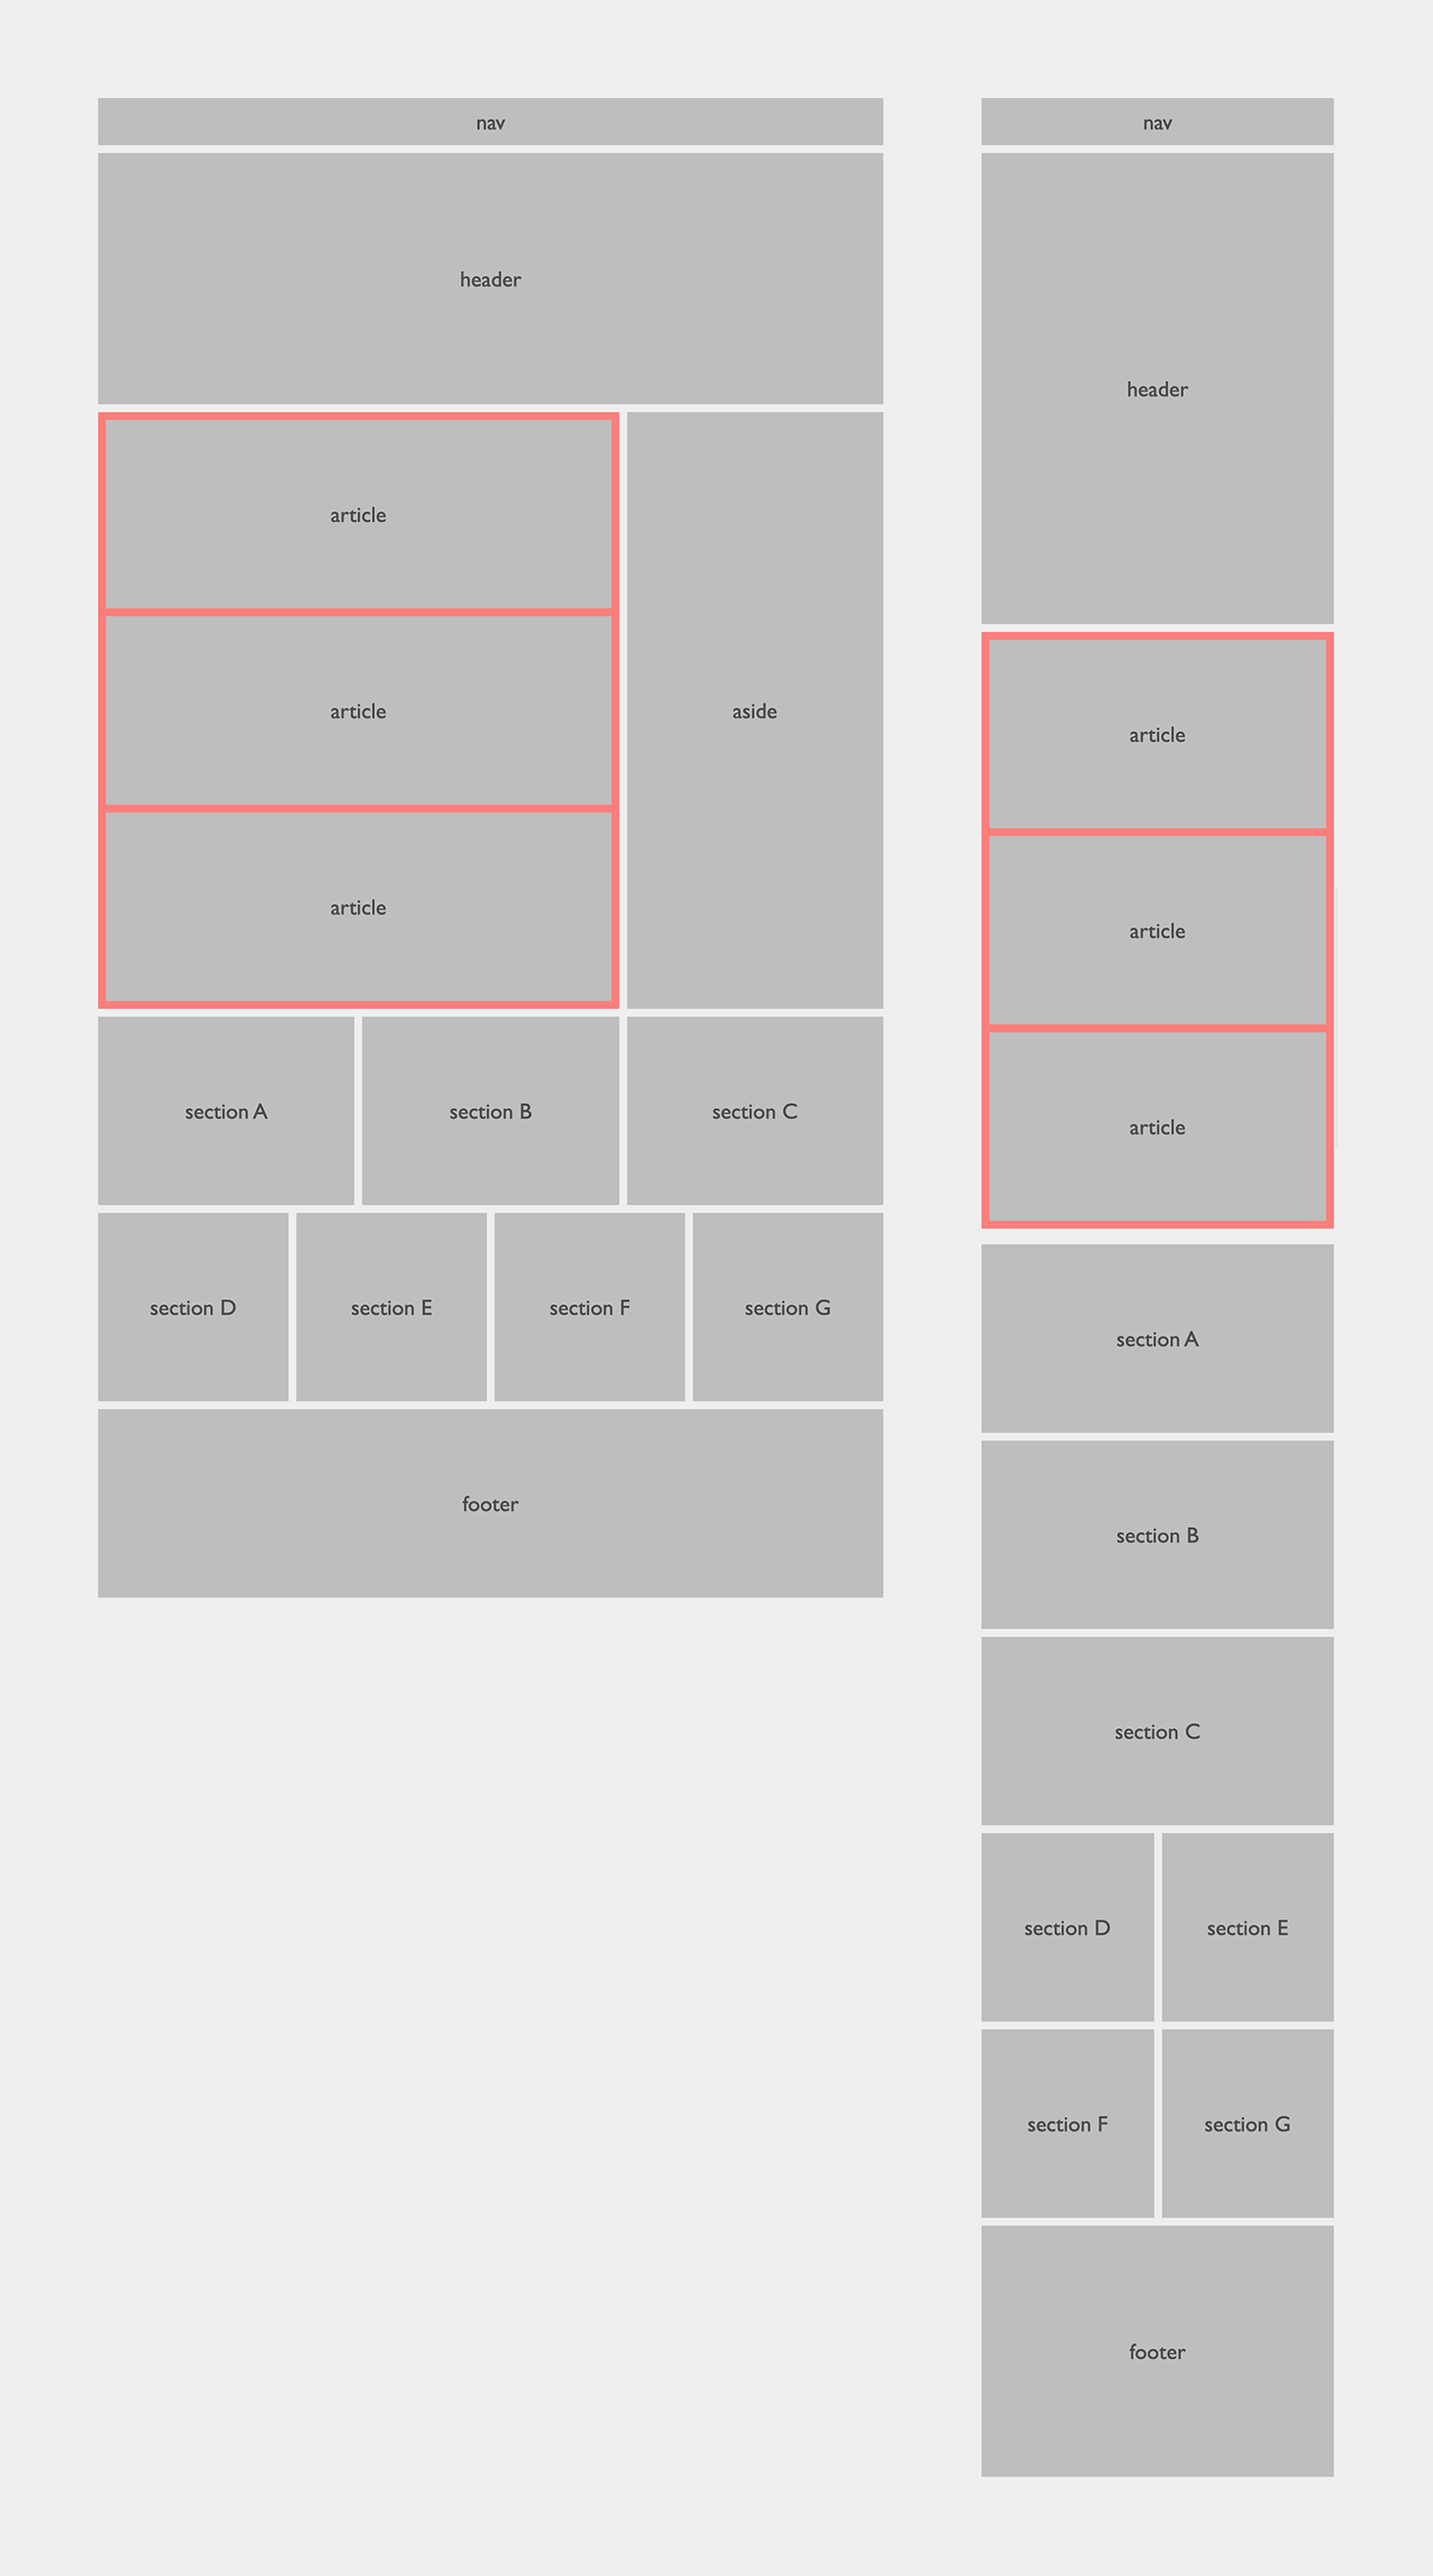 nav
header
article
article
article
aside
section A
section B
section C
section D
section E
section F
section G
footer
nav
header
article
article
article
section A
section B
section C
section D
section E
section F
section G
footer